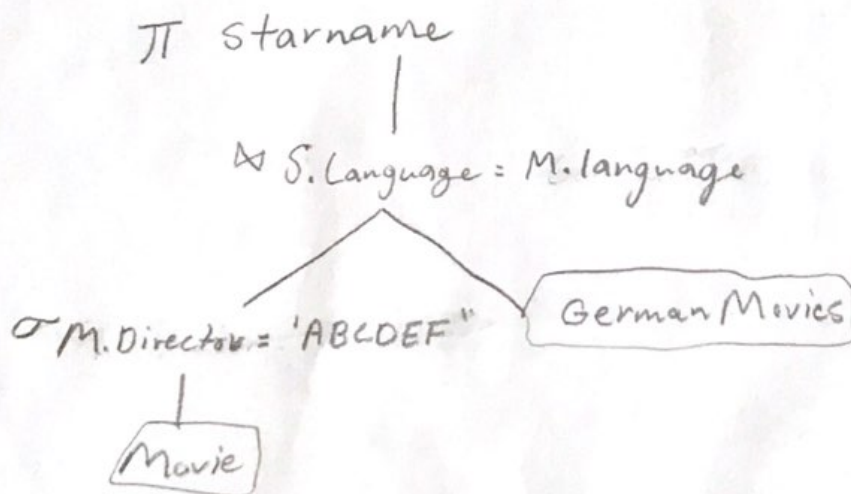 π starname
⋈ S.Language = M.language
σ M.Director = 'ABCDEF"
German Movies
Movie